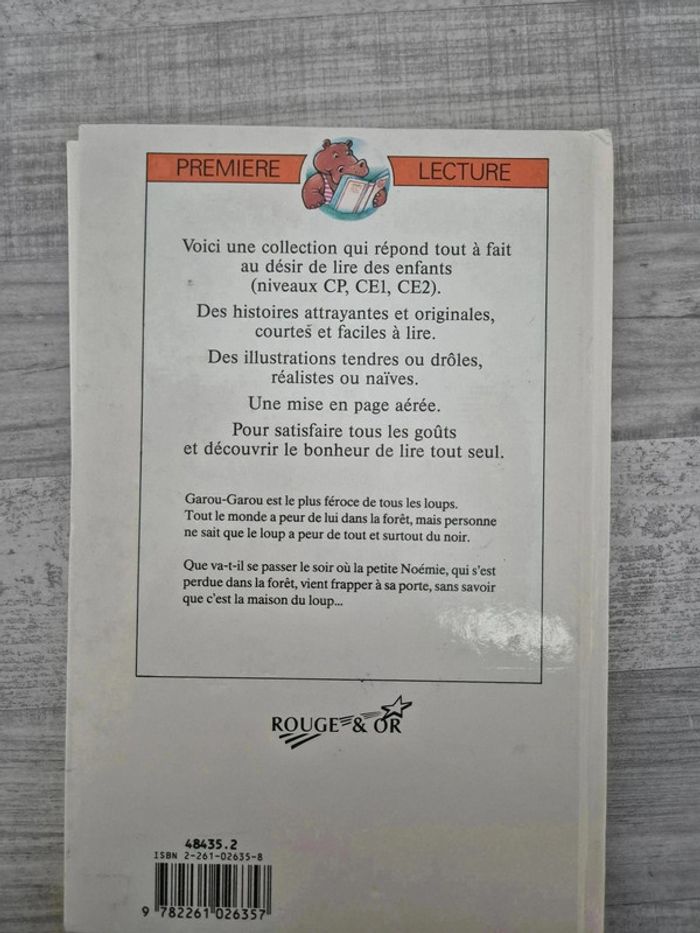 PREMIERE LECTURE
Voici une collection qui répond tout à fait
au désir de lire des enfants
(niveaux CP, CE1, CE2).
Des histoires attrayantes et originales,
courtes et faciles à lire.
Des illustrations tendres ou drôles,
réalistes ou naïves.
Une mise en page aérée.
Pour satisfaire tous les goûts
et découvrir le bonheur de lire tout seul.
Garou-Garou est le plus féroce de tous les loups.
Tout le monde a peur de lui dans la forêt, mais personne
ne sait que le loup a peur de tout et surtout du noir.
Que va-t-il se passer le soir où la petite Noémie, qui s'est
perdue dans la forêt, vient frapper à sa porte, sans savoir
que c'est la maison du loup...
ROUGE & OR
48435.2
ISBN 2-261-02635-8
9 782261 026357